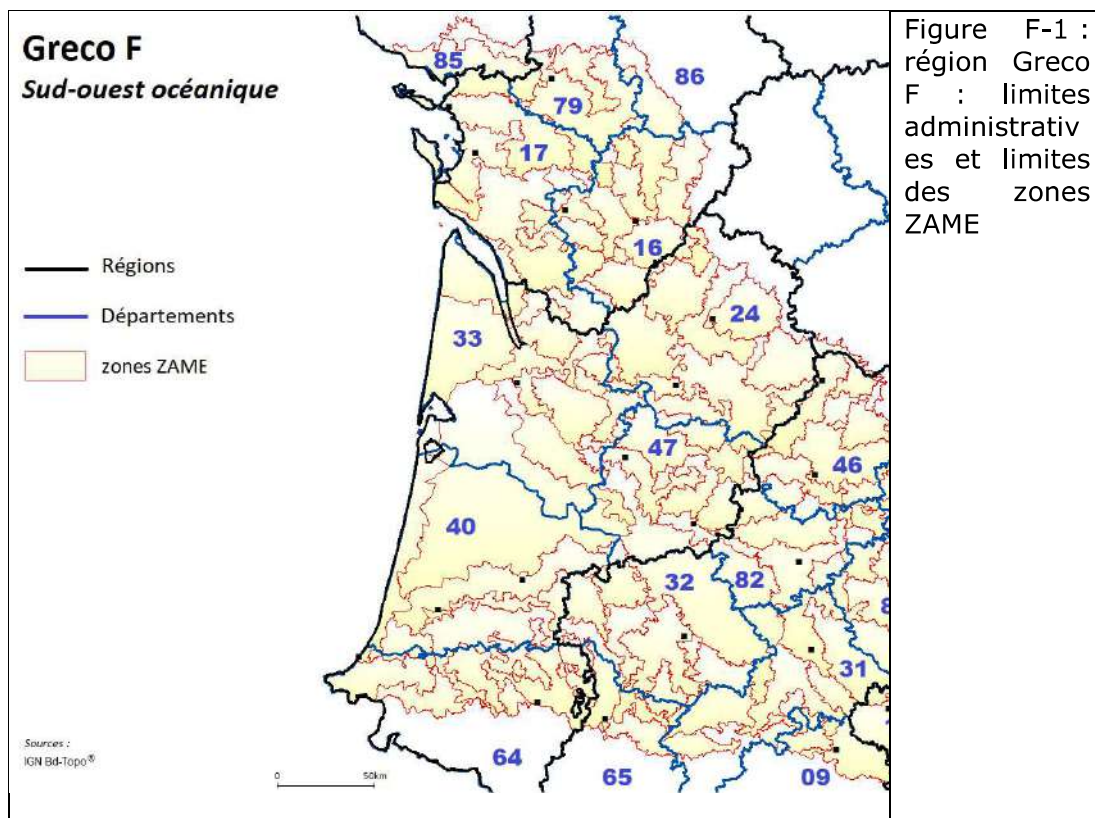 Greco F
Sud-ouest océanique
85
86
79
17
16
Régions
Départements
zones ZAME
24
33
47
46
40
32
82
8
31
64
65
09
Sources :
IGN Bd-Topo®
0 50km
Figure F-1 :
région Greco
F : limites
administrativ
es et limites
des zones
ZAME